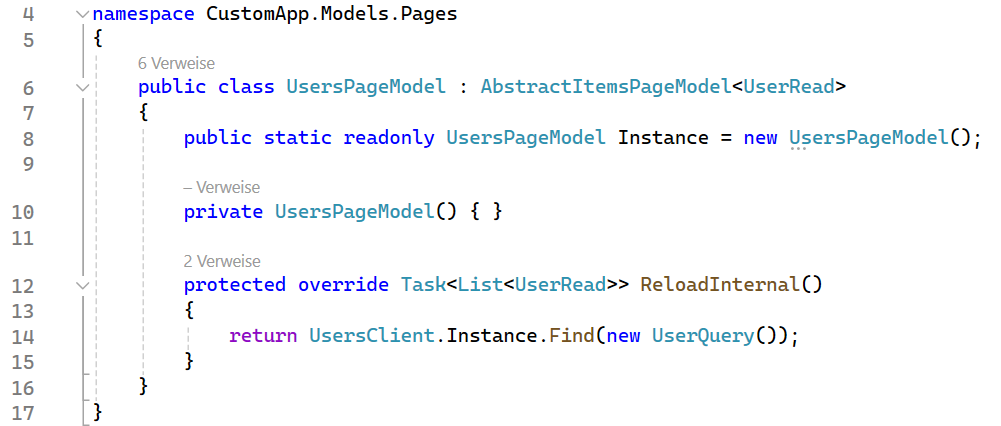 4 namespace CustomApp.Models.Pages
5 {
6 Verweise
6 public class UsersPageModel : AbstractItemsPageModel<UserRead>
7 {
8 public static readonly UsersPageModel Instance = new UsersPageModel();
9
– Verweise
10 private UsersPageModel() { }
11
2 Verweise
12 protected override Task<List<UserRead>> ReloadInternal()
13 {
14 return UsersClient.Instance.Find(new UserQuery());
15 }
16 }
17 }